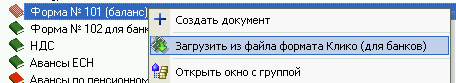 Форма № 101 (баланс)
Форма № 102 для банк
НДС
Авансы ЕСН
Авансы по пенсионном
Создать документ
Загрузить из файла формата Клико (для банков)
Открыть окно с группой